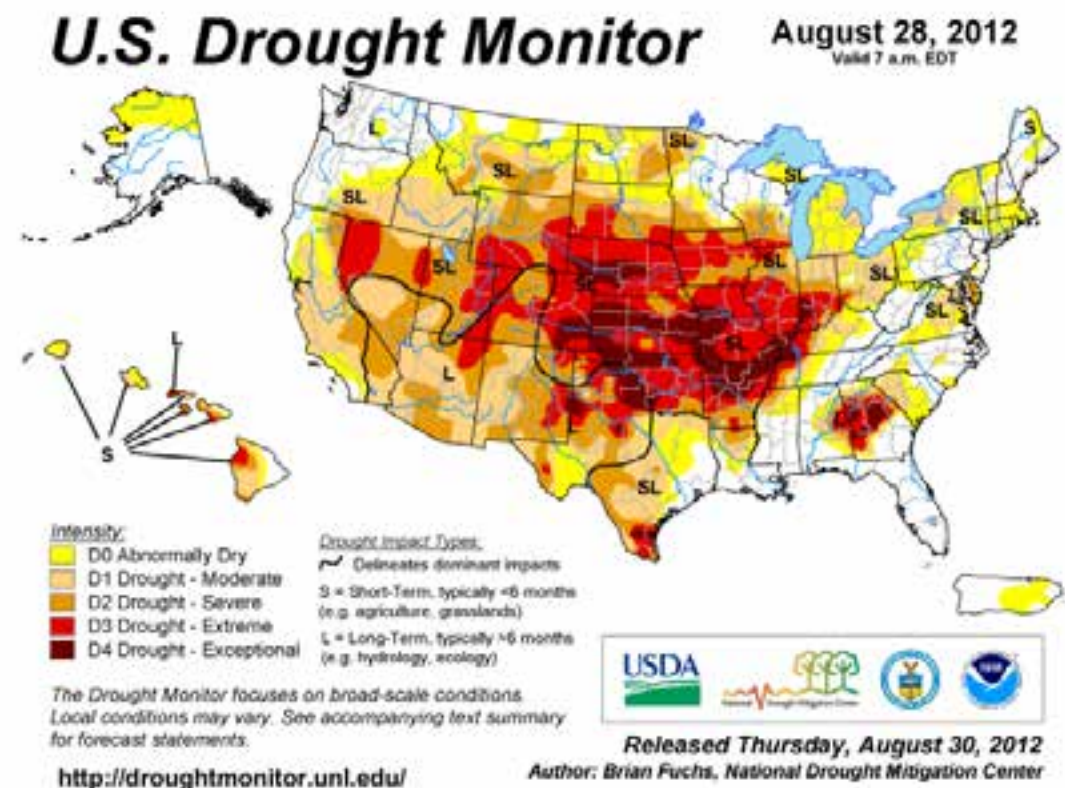 U.S. Drought Monitor
August 28, 2012
Valid 7 a.m. EDT
L
SL
SL
S
SL
SL
SL
SL
SL
SL
SL
L
L
S
SL
Intensity:
D0 Abnormally Dry
D1 Drought - Moderate
D2 Drought - Severe
D3 Drought - Extreme
D4 Drought - Exceptional
Drought Impact Types:
Delineates dominant impacts
S = Short-Term, typically <6 months
(e.g. agriculture, grasslands)
L = Long-Term, typically >6 months
(e.g. hydrology, ecology)
USDA
National Drought Mitigation Center
The Drought Monitor focuses on broad-scale conditions.
Local conditions may vary. See accompanying text summary
for forecast statements.
http://droughtmonitor.unl.edu/
Released Thursday, August 30, 2012
Author: Brian Fuchs, National Drought Mitigation Center